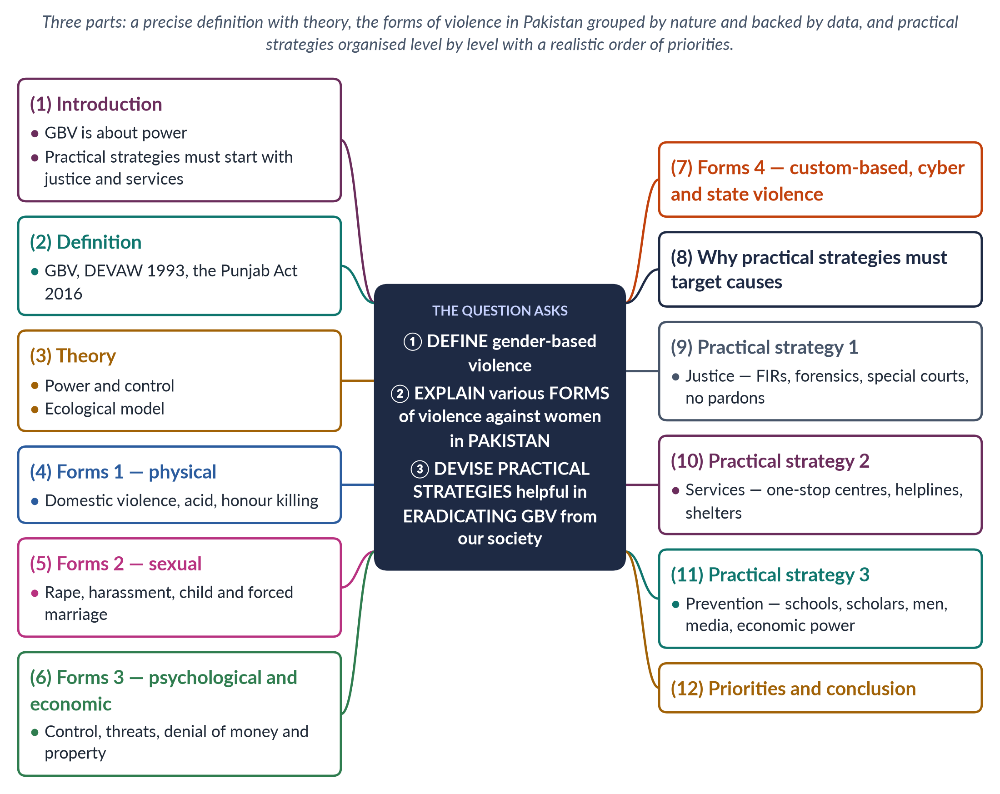 Three parts: a precise definition with theory, the forms of violence in Pakistan grouped by nature and backed by data, and practical
strategies organised level by level with a realistic order of priorities.
(1) Introduction
• GBV is about power
• Practical strategies must start with
justice and services
(2) Definition
• GBV, DEVAW 1993, the Punjab Act
2016
(3) Theory
• Power and control
• Ecological model
(4) Forms 1 — physical
• Domestic violence, acid, honour killing
(5) Forms 2 — sexual
• Rape, harassment, child and forced
marriage
(6) Forms 3 — psychological and
economic
• Control, threats, denial of money and
property
THE QUESTION ASKS
① DEFINE gender-based
violence
② EXPLAIN various FORMS
of violence against women
in PAKISTAN
③ DEVISE PRACTICAL
STRATEGIES helpful in
ERADICATING GBV from
our society
(7) Forms 4 — custom-based, cyber
and state violence
(8) Why practical strategies must
target causes
(9) Practical strategy 1
• Justice — FIRs, forensics, special courts,
no pardons
(10) Practical strategy 2
• Services — one-stop centres, helplines,
shelters
(11) Practical strategy 3
• Prevention — schools, scholars, men,
media, economic power
(12) Priorities and conclusion